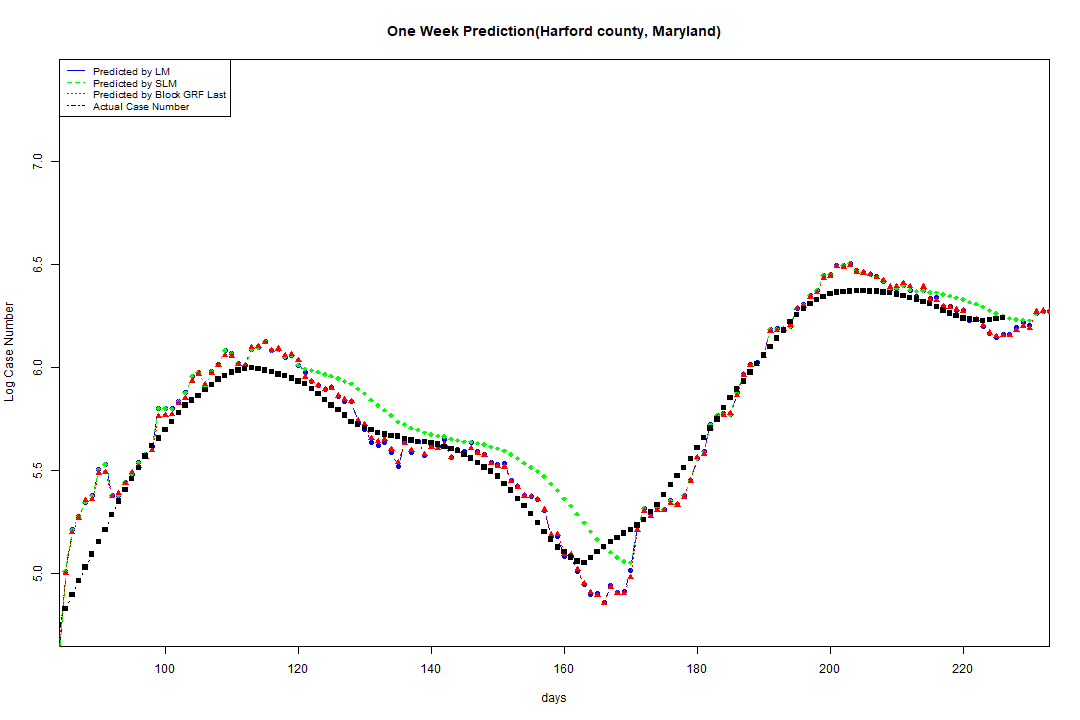 One Week Prediction(Harford county, Maryland)
Predicted by LM
Predicted by SLM
Predicted by Block GRF Last
Actual Case Number
7.0
6.5
6.0
5.5
5.0
Log Case Number
100 120 140 160 180 200 220
days